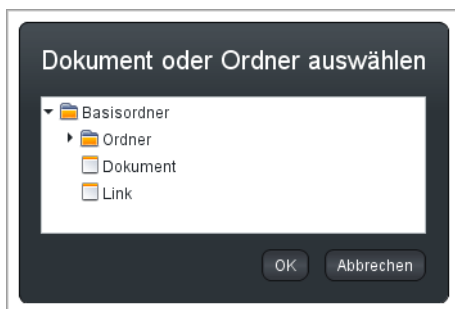 Dokument oder Ordner auswählen
Basisordner
Ordner
Dokument
Link
OK Abbrechen